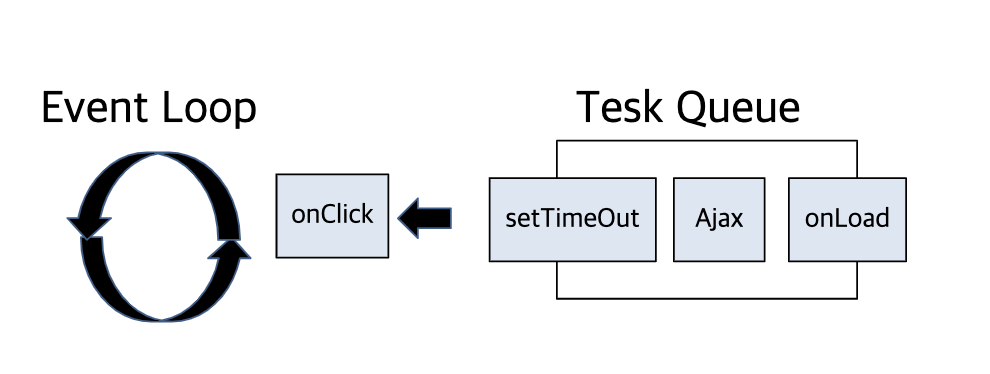 Event Loop
Tesk Queue
onClick
setTimeOut
Ajax
onLoad